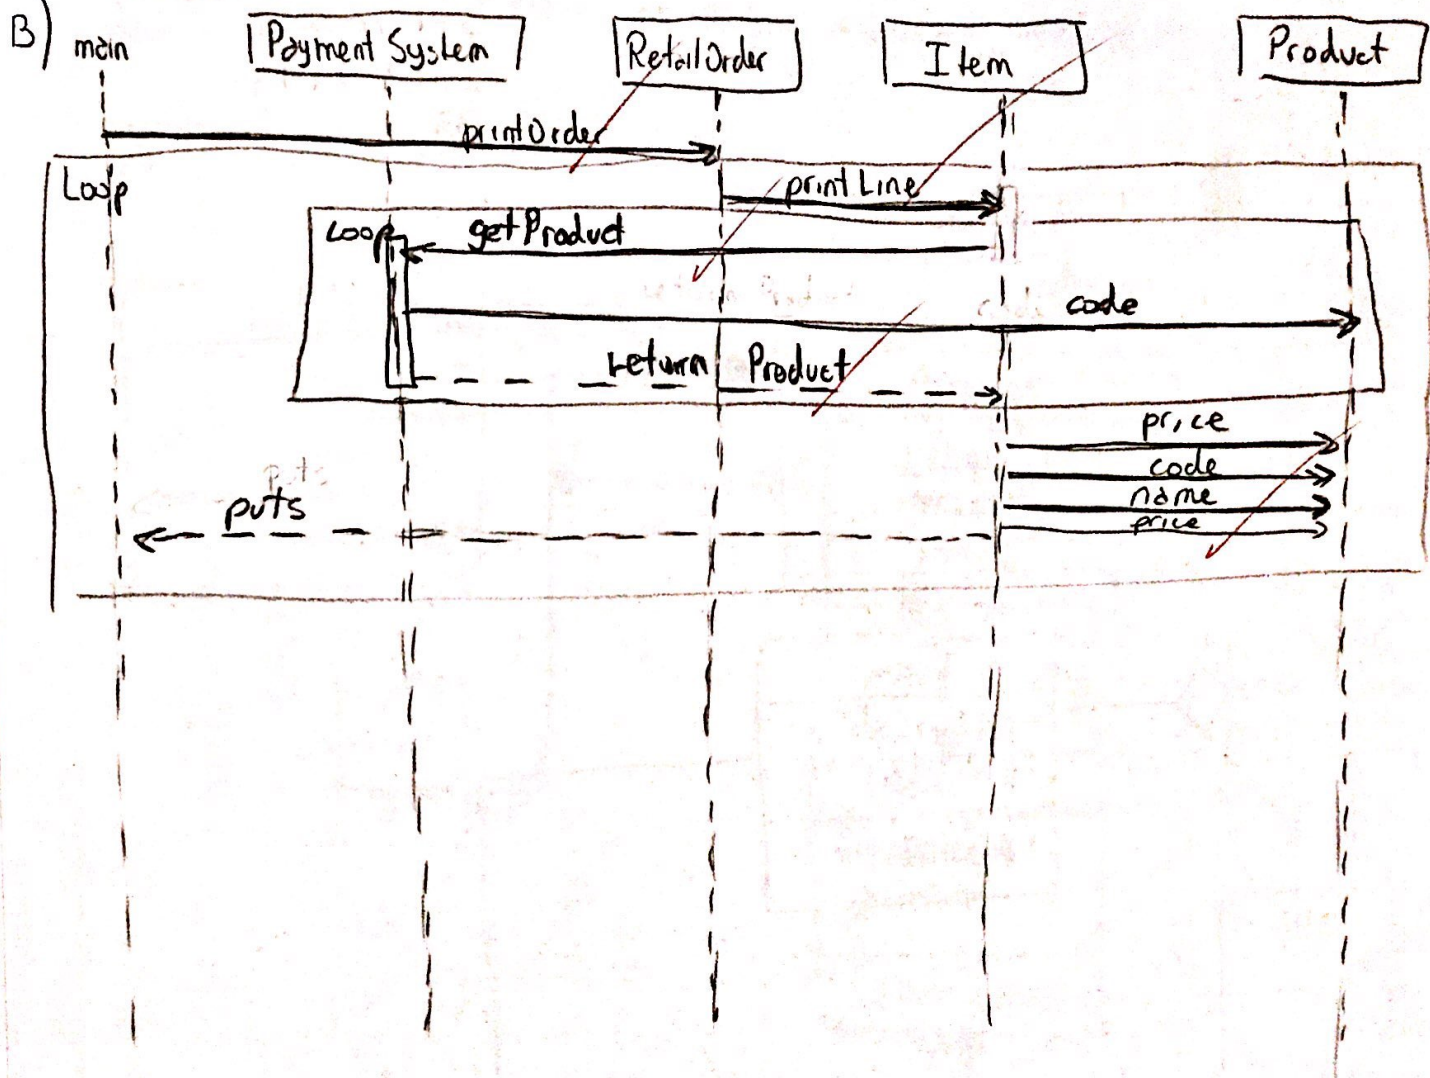 B)
main
Payment System
RetailOrder
Item
Product
printOrder
Loop
printLine
Loop
getProduct
code
return Product
price
code
name
price
puts